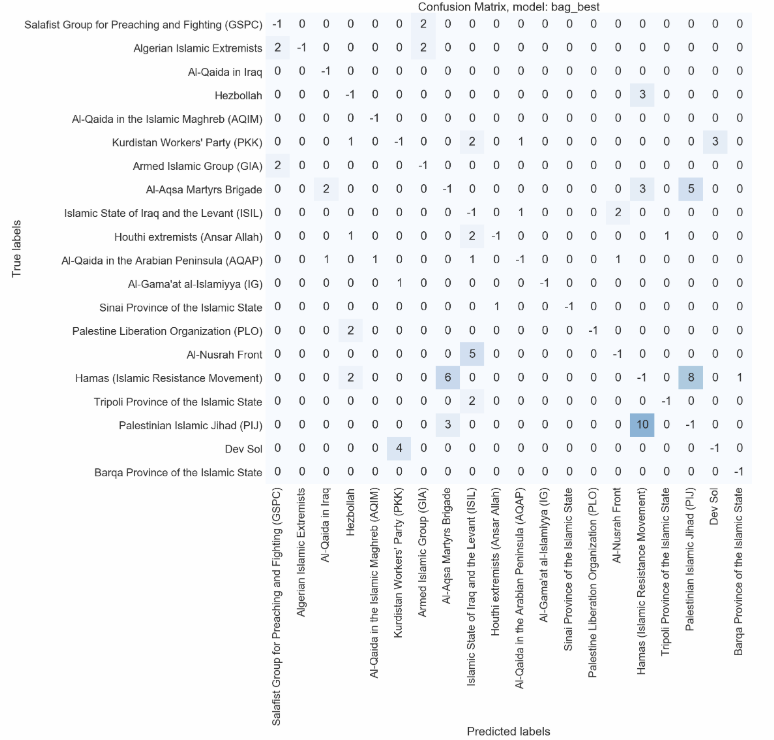 Confusion Matrix, model: bag_best
Salafist Group for Preaching and Fighting (GSPC) -1 0 0 0 0 0 2 0 0 0 0 0 0 0 0 0 0 0 0 0
Algerian Islamic Extremists 2 -1 0 0 0 0 2 0 0 0 0 0 0 0 0 0 0 0 0 0
Al-Qaida in Iraq 0 0 -1 0 0 0 0 0 0 0 0 0 0 0 0 0 0 0 0 0
Hezbollah 0 0 0 -1 0 0 0 0 0 0 0 0 0 0 0 3 0 0 0 0
Al-Qaida in the Islamic Maghreb (AQIM) 0 0 0 0 -1 0 0 0 0 0 0 0 0 0 0 0 0 0 0 0
Kurdistan Workers' Party (PKK) 0 0 0 1 0 -1 0 0 2 0 1 0 0 0 0 0 0 0 3 0
Armed Islamic Group (GIA) 2 0 0 0 0 0 -1 0 0 0 0 0 0 0 0 0 0 0 0 0
Al-Aqsa Martyrs Brigade 0 0 2 0 0 0 0 -1 0 0 0 0 0 0 0 3 0 5 0 0
Islamic State of Iraq and the Levant (ISIL) 0 0 0 0 0 0 0 0 -1 0 1 0 0 0 2 0 0 0 0 0
Houthi extremists (Ansar Allah) 0 0 0 1 0 0 0 0 2 -1 0 0 0 0 0 0 1 0 0 0
Al-Qaida in the Arabian Peninsula (AQAP) 0 0 1 0 1 0 0 0 1 0 -1 0 0 0 1 0 0 0 0 0
Al-Gama'at al-Islamiyya (IG) 0 0 0 0 0 1 0 0 0 0 0 -1 0 0 0 0 0 0 0 0
Sinai Province of the Islamic State 0 0 0 0 0 0 0 0 0 1 0 0 -1 0 0 0 0 0 0 0
Palestine Liberation Organization (PLO) 0 0 0 2 0 0 0 0 0 0 0 0 0 -1 0 0 0 0 0 0
Al-Nusrah Front 0 0 0 0 0 0 0 0 5 0 0 0 0 0 -1 0 0 0 0 0
Hamas (Islamic Resistance Movement) 0 0 0 2 0 0 0 6 0 0 0 0 0 0 0 -1 0 8 0 1
Tripoli Province of the Islamic State 0 0 0 0 0 0 0 0 2 0 0 0 0 0 0 0 -1 0 0 0
Palestinian Islamic Jihad (PIJ) 0 0 0 0 0 0 0 3 0 0 0 0 0 0 0 10 0 -1 0 0
Dev Sol 0 0 0 0 0 4 0 0 0 0 0 0 0 0 0 0 0 0 -1 0
Barqa Province of the Islamic State 0 0 0 0 0 0 0 0 0 0 0 0 0 0 0 0 0 0 0 -1
True labels
Salafist Group for Preaching and Fighting (GSPC)
Algerian Islamic Extremists
Al-Qaida in Iraq
Hezbollah
Al-Qaida in the Islamic Maghreb (AQIM)
Kurdistan Workers' Party (PKK)
Armed Islamic Group (GIA)
Al-Aqsa Martyrs Brigade
Islamic State of Iraq and the Levant (ISIL)
Houthi extremists (Ansar Allah)
Al-Qaida in the Arabian Peninsula (AQAP)
Al-Gama'at al-Islamiyya (IG)
Sinai Province of the Islamic State
Palestine Liberation Organization (PLO)
Al-Nusrah Front
Hamas (Islamic Resistance Movement)
Tripoli Province of the Islamic State
Palestinian Islamic Jihad (PIJ)
Dev Sol
Barqa Province of the Islamic State
Predicted labels